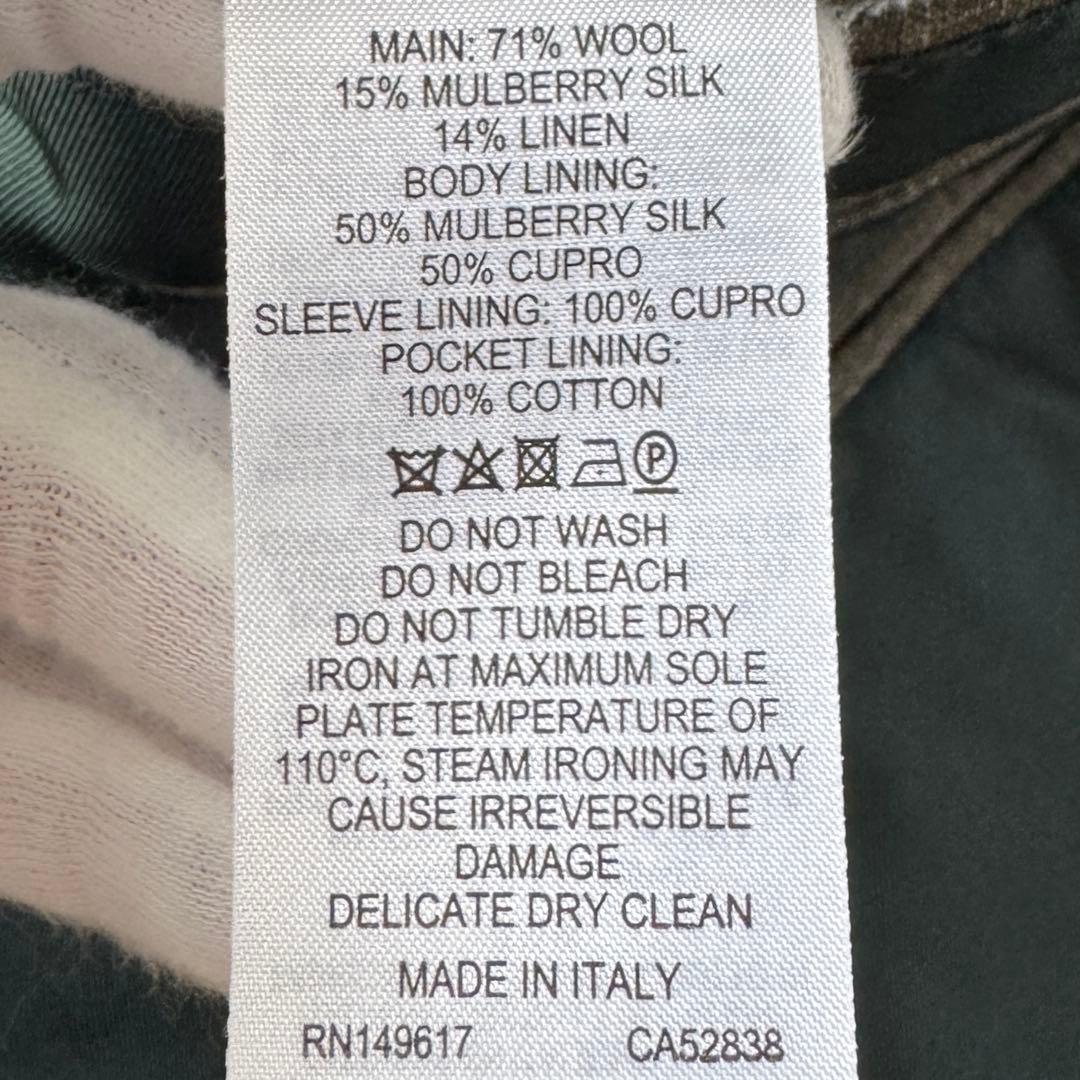 MAIN: 71% WOOL
15% MULBERRY SILK
14% LINEN
BODY LINING:
50% MULBERRY SILK
50% CUPRO
SLEEVE LINING: 100% CUPRO
POCKET LINING:
100% COTTON
P
DO NOT WASH
DO NOT BLEACH
DO NOT TUMBLE DRY
IRON AT MAXIMUM SOLE
PLATE TEMPERATURE OF
110°C, STEAM IRONING MAY
CAUSE IRREVERSIBLE
DAMAGE
DELICATE DRY CLEAN
MADE IN ITALY
RN149617 CA52838